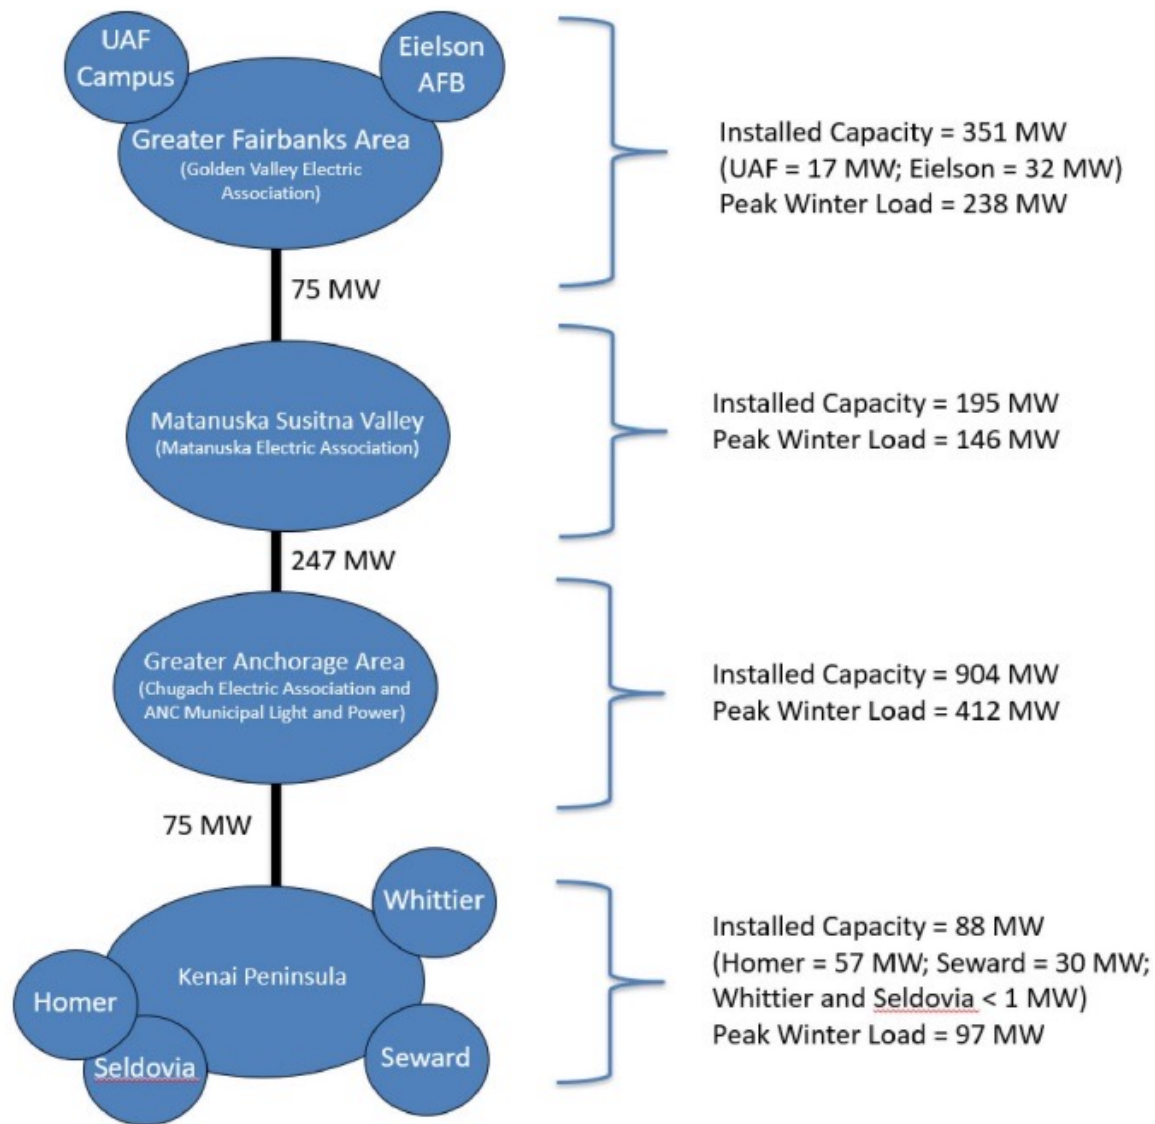 UAF
Campus
Eielson
AFB
Greater Fairbanks Area
(Golden Valley Electric
Association)
Installed Capacity = 351 MW
(UAF = 17 MW; Eielson = 32 MW)
Peak Winter Load = 238 MW
75 MW
Matanuska Susitna Valley
(Matanuska Electric Association)
Installed Capacity = 195 MW
Peak Winter Load = 146 MW
247 MW
Greater Anchorage Area
(Chugach Electric Association and
ANC Municipal Light and Power)
Installed Capacity = 904 MW
Peak Winter Load = 412 MW
75 MW
Whittier
Kenai Peninsula
Homer
Seldovia
Seward
Installed Capacity = 88 MW
(Homer = 57 MW; Seward = 30 MW;
Whittier and Seldovia < 1 MW)
Peak Winter Load = 97 MW